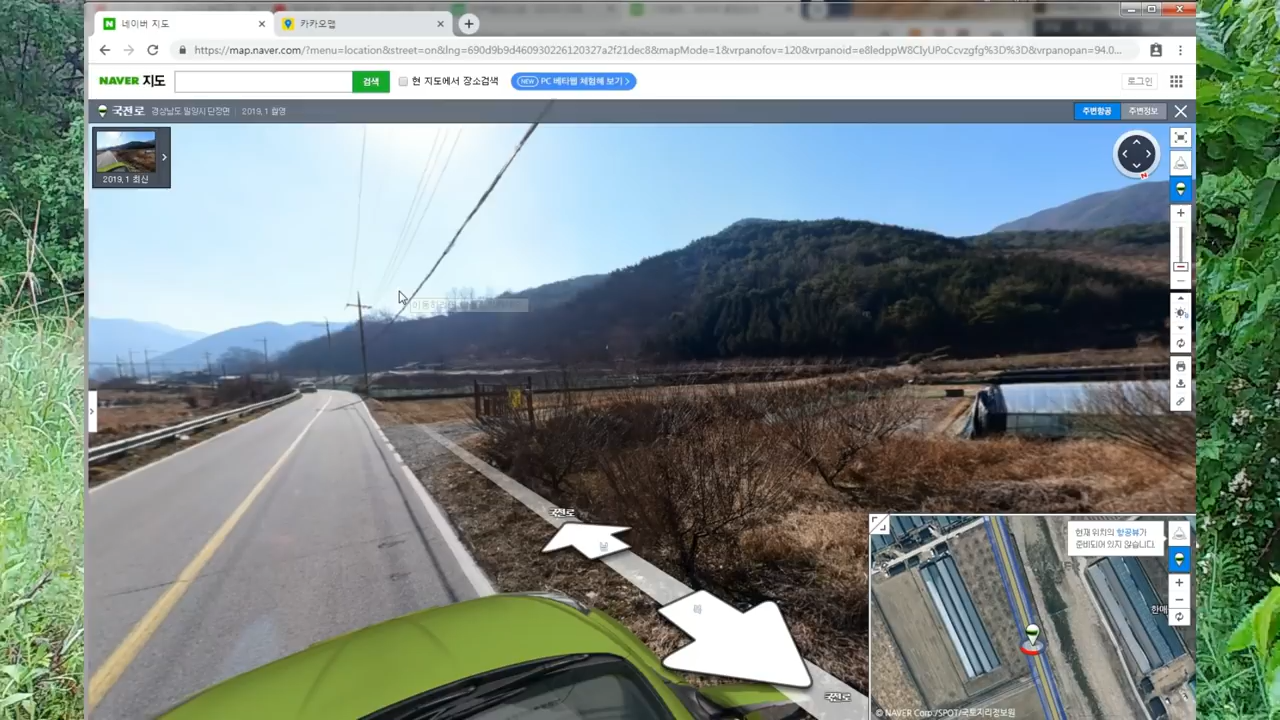 네이버 지도
카카오맵
https://map.naver.com/?menu=location&street=on&lng=690d9b9d460930226120327a2f21dec8&mapMode=1&vrpanofov=120&vrpanoid=e8IedppW8CIyUPoCcvzgfg%3D%3D&vrpanopan=94.0...
NAVER 지도
검색
현 지도에서 장소검색
NEW PC 베타웹 체험해 보기 >
로그인
국전로 경상남도 밀양시 단장면 | 2019. 1 촬영
주변항공
주변정보
2019. 1 최신
N
국전로
남
북
국전로
현재 위치의 항공뷰가
준비되어 있지 않습니다.
NAVER
한매
© NAVER Corp./SPOT/국토지리정보원